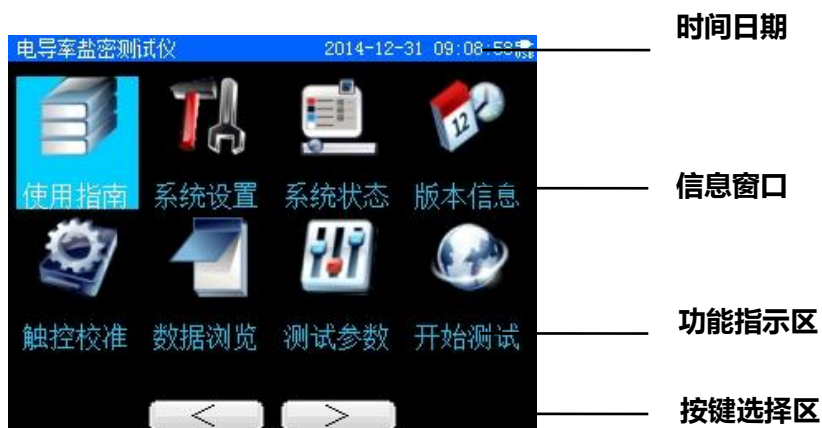 时间日期
电导率盐密测试仪 2014-12-31 09:08:58 USB
使用指南 系统设置 系统状态 版本信息
信息窗口
触控校准 数据浏览 测试参数 开始测试
功能指示区
< >
按键选择区